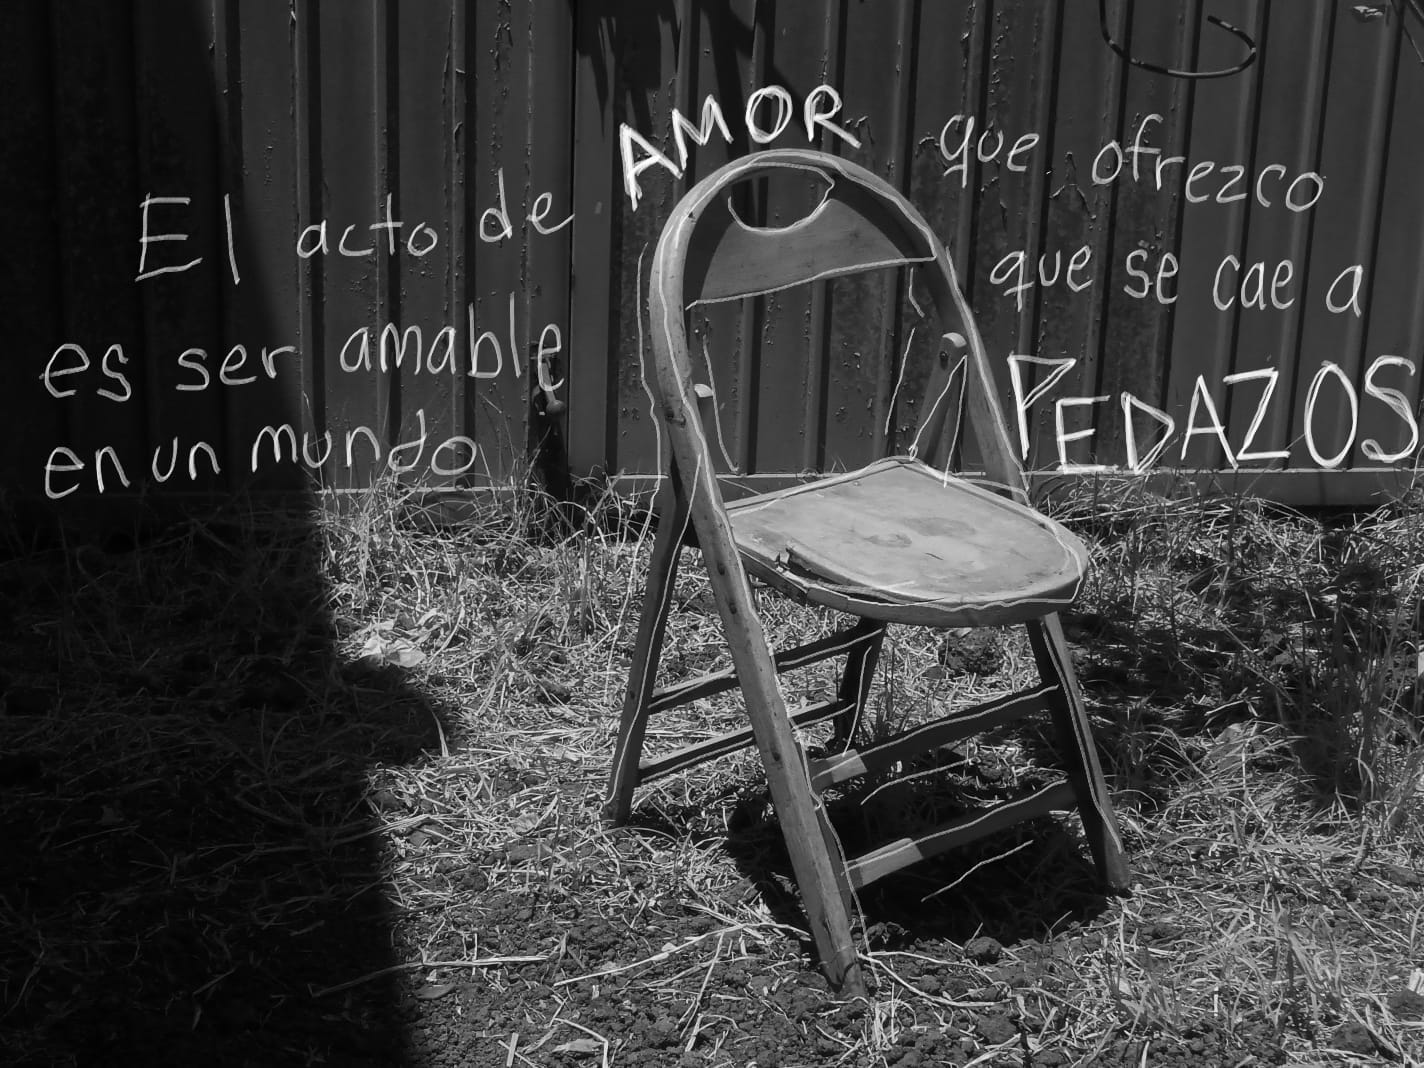 El acto de AMOR que ofrezco
es ser amable
en un mundo
que se cae a
PEDAZOS